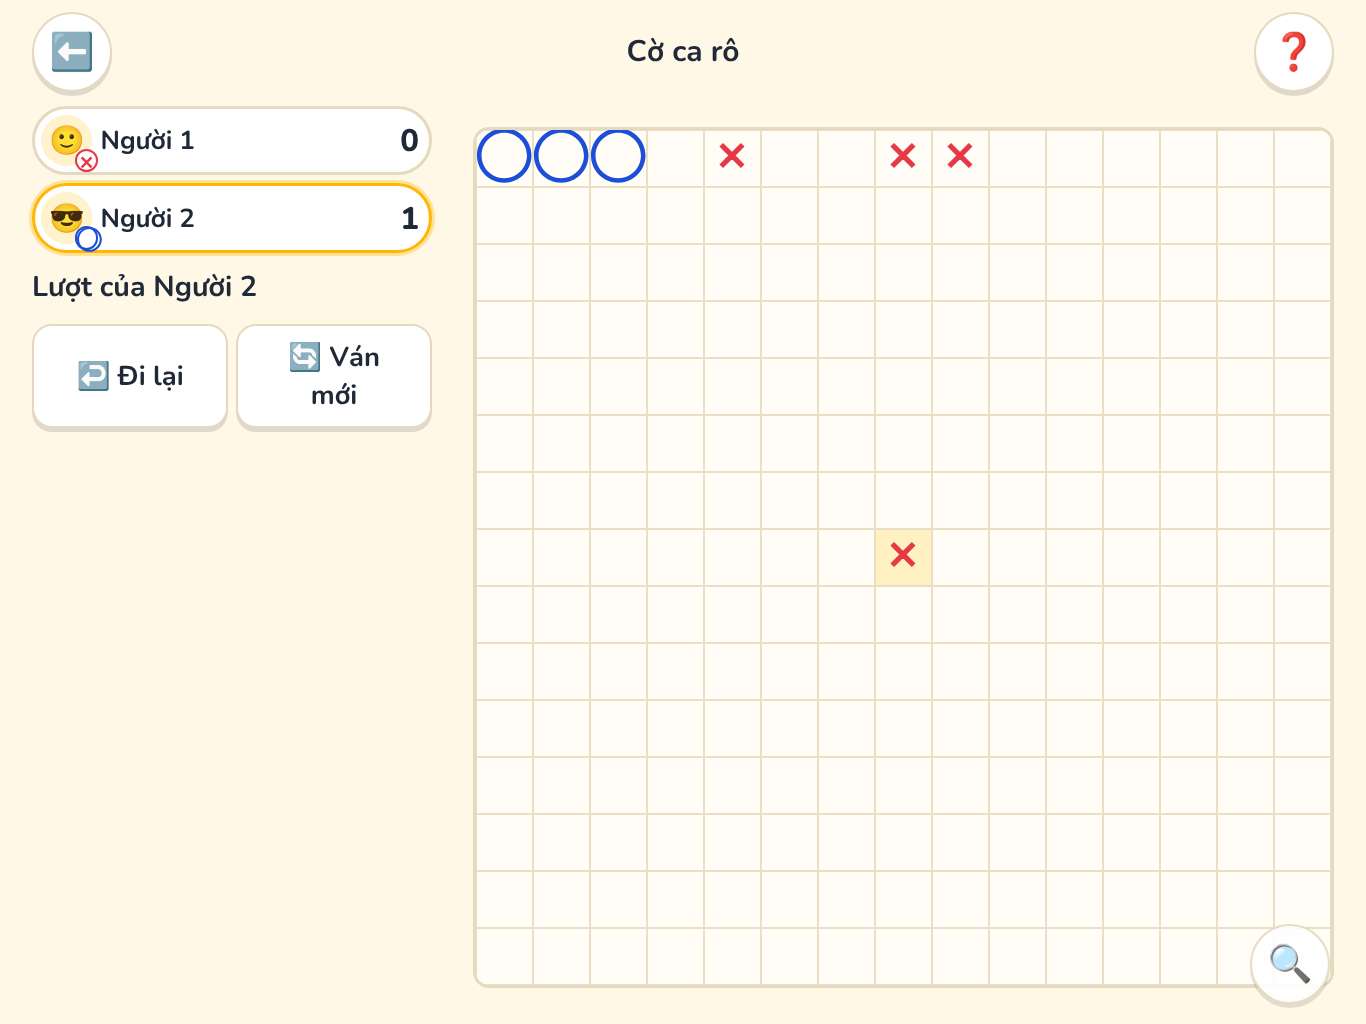 Cờ ca rô
Người 1
0
Người 2
1
Lượt của Người 2
Đi lại
Ván
mới